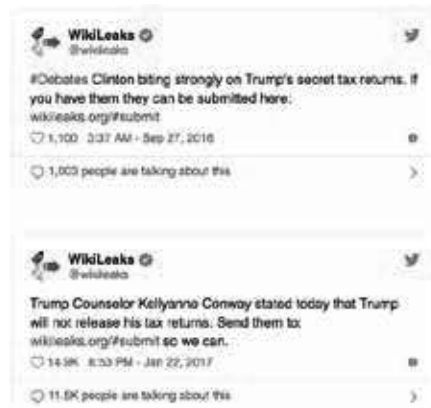 WikiLeaks
@wikileaks
#Debates Clinton biting strongly on Trump's secret tax returns. If
you have them they can be submitted here:
wikileaks.org/#submit
1,100 3:37 AM - Sep 27, 2016
1,003 people are talking about this
WikiLeaks
@wikileaks
Trump Counselor Kellyanne Conway stated today that Trump
will not release his tax returns. Send them to:
wikileaks.org/#submit so we can.
8:53 PM - Jan 22, 2017
11.5K people are talking about this